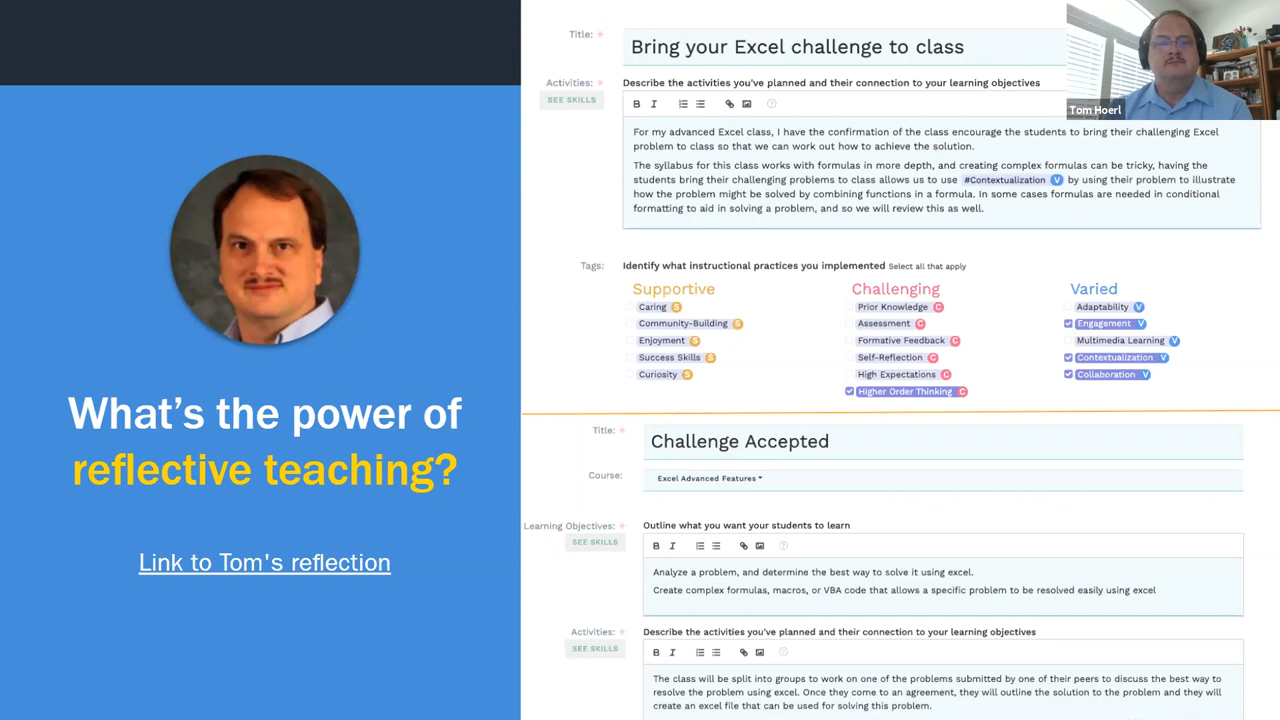 What's the power of
reflective teaching?
Link to Tom's reflection
Title: *
Bring your Excel challenge to class
Tom Hoerl
Activities: *
SEE SKILLS
Describe the activities you've planned and their connection to your learning objectives
B I
For my advanced Excel class, I have the confirmation of the class encourage the students to bring their challenging Excel
problem to class so that we can work out how to achieve the solution.
The syllabus for this class works with formulas in more depth, and creating complex formulas can be tricky, having the
students bring their challenging problems to class allows us to use #Contextualization V by using their problem to illustrate
how the problem might be solved by combining functions in a formula. In some cases formulas are needed in conditional
formatting to aid in solving a problem, and so we will review this as well.
Tags:
Identify what instructional practices you implemented Select all that apply
Supportive
Caring S
Community-Building S
Enjoyment S
Success Skills S
Curiosity S
Challenging
Prior Knowledge C
Assessment C
Formative Feedback C
Self-Reflection C
High Expectations C
Higher Order Thinking C
Varied
Adaptability V
Engagement V
Multimedia Learning V
Contextualization V
Collaboration V
Title: *
Challenge Accepted
Course:
Excel Advanced Features
Learning Objectives: *
SEE SKILLS
Outline what you want your students to learn
B I
Analyze a problem, and determine the best way to solve it using excel.
Create complex formulas, macros, or VBA code that allows a specific problem to be resolved easily using excel
Activities: *
SEE SKILLS
Describe the activities you've planned and their connection to your learning objectives
B I
The class will be split into groups to work on one of the problems submitted by one of their peers to discuss the best way to
resolve the problem using excel. Once they come to an agreement, they will outline the solution to the problem and they will
create an excel file that can be used for solving this problem.